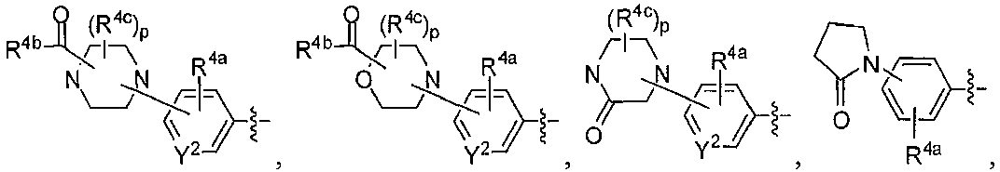 O
(R4c)p
R4b
R4a
N N
Y2 ,
O
(R4c)p
R4b
R4a
O N
Y2 ,
(R4c)p
R4a
N N
O
Y2 ,
N
O
R4a ,